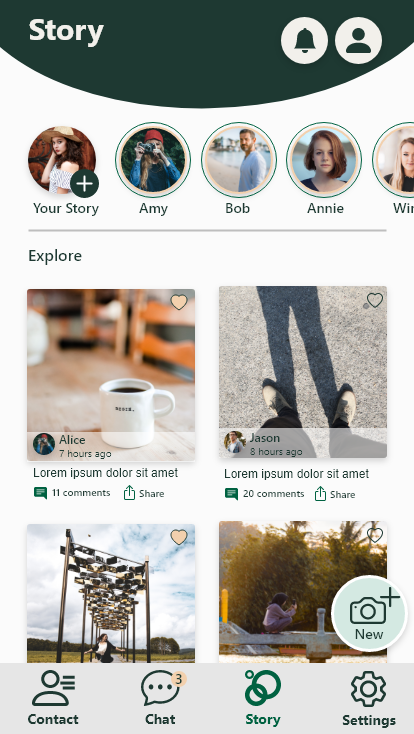 Story
Your Story
Amy
Bob
Annie
Explore
Alice
7 hours ago
Lorem ipsum dolor sit amet
11 comments
Share
Jason
8 hours ago
Lorem ipsum dolor sit amet
20 comments
Share
New
Contact
3
Chat
Story
Settings